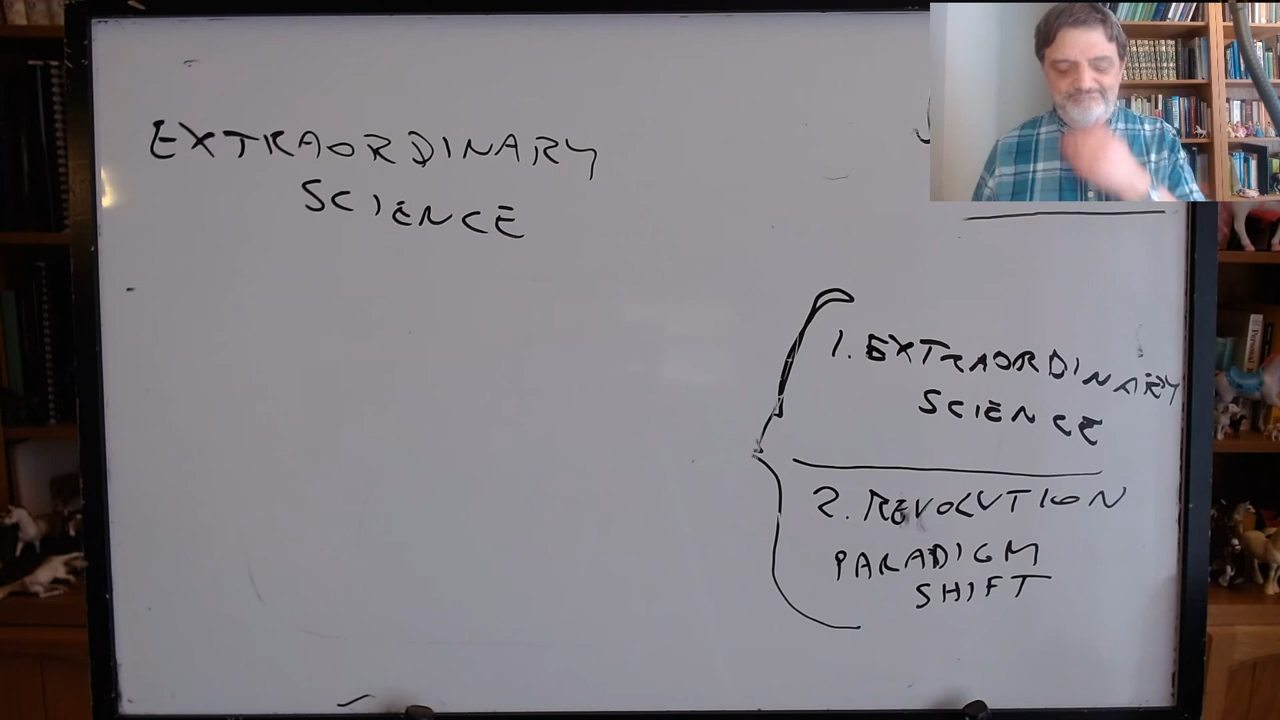 EXTRAORDINARY
SCIENCE
1. EXTRAORDINARY
SCIENCE
2. REVOLUTION
PARADIGM
SHIFT